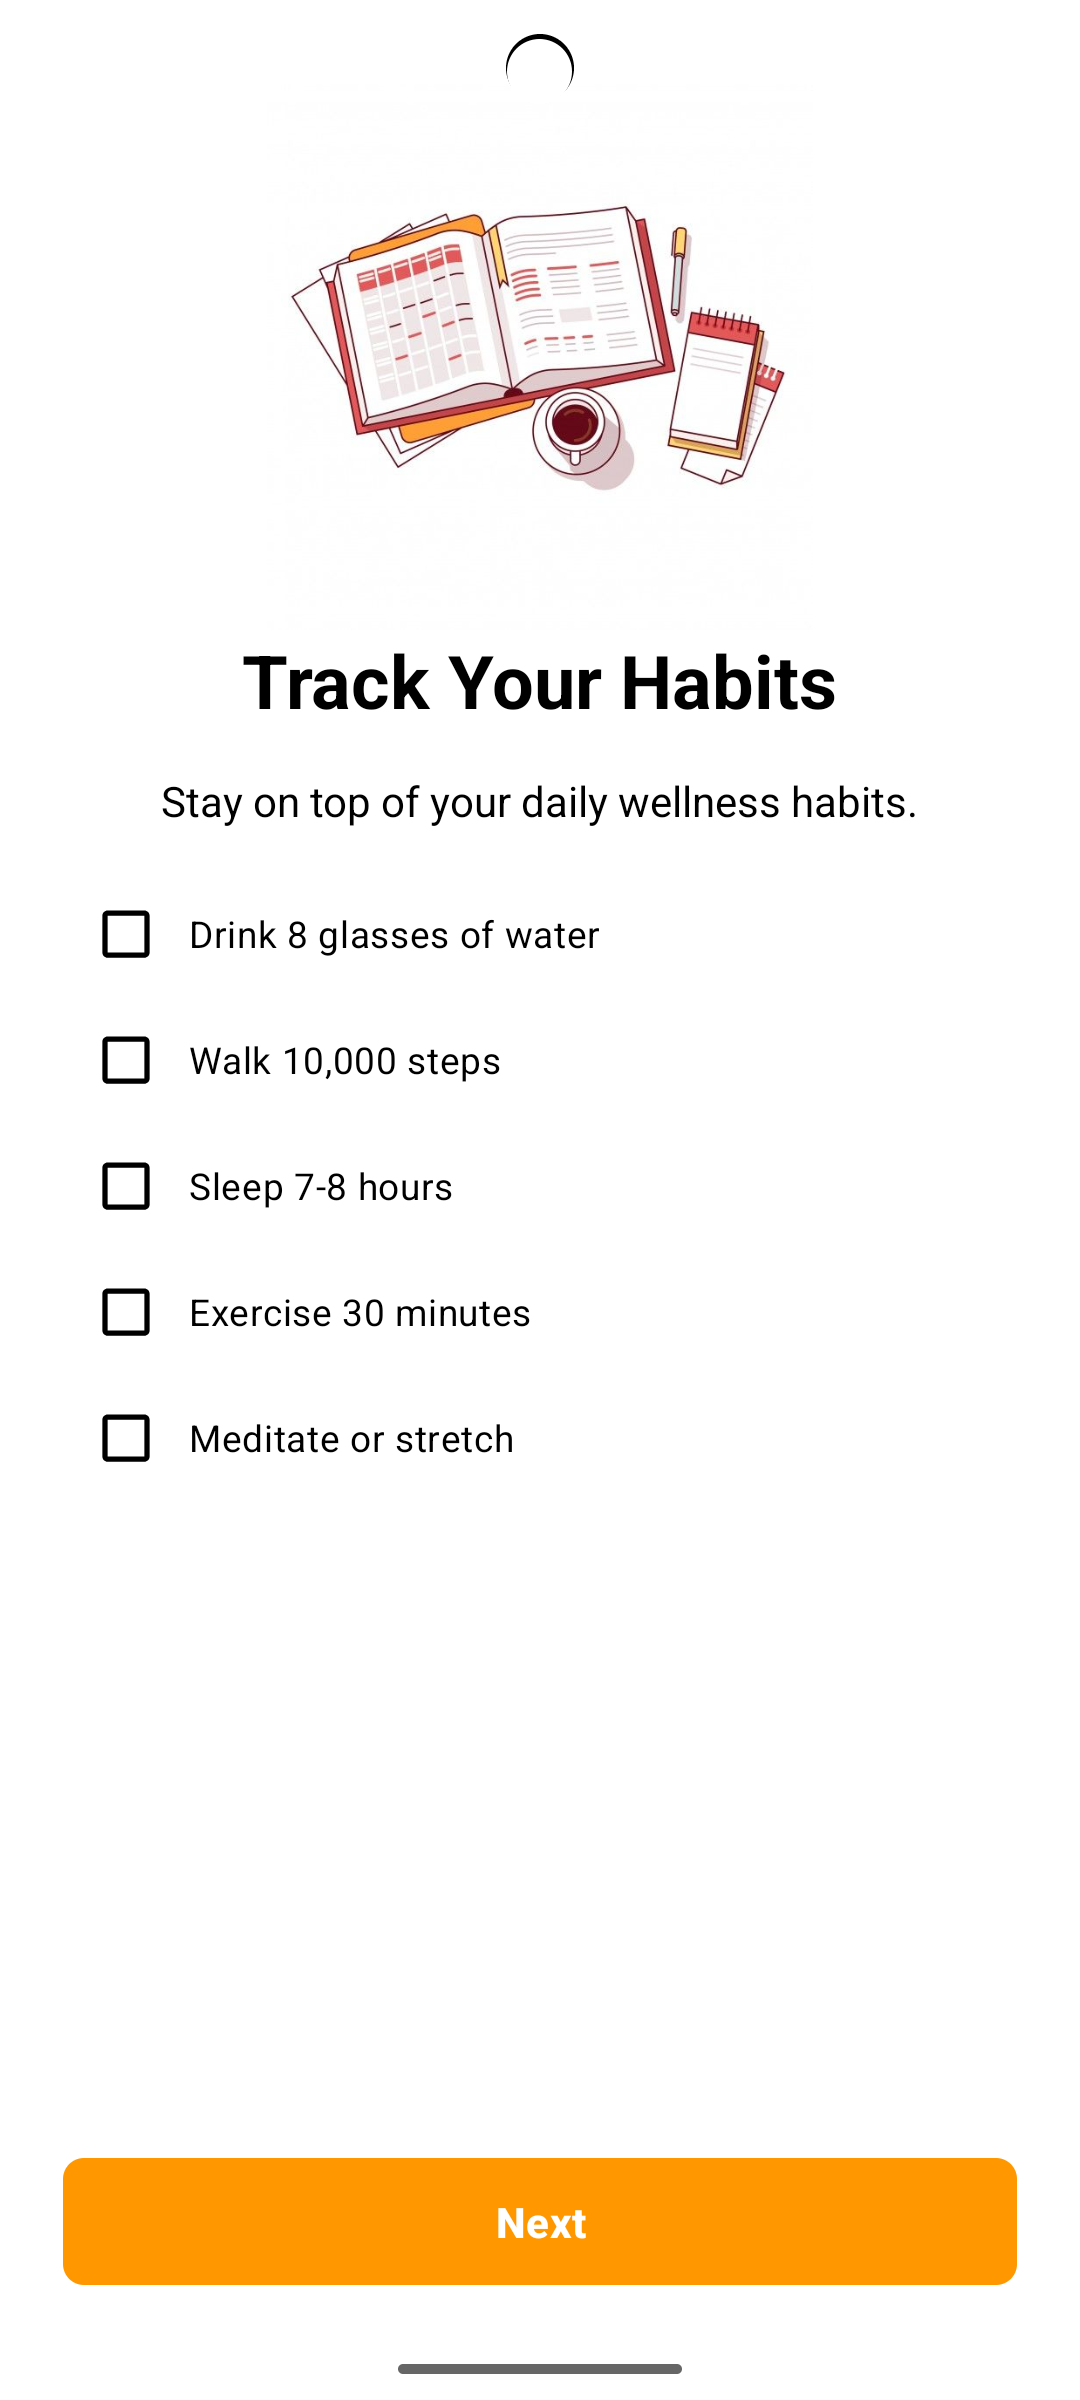 Track Your Habits
Stay on top of your daily wellness habits.
Drink 8 glasses of water
Walk 10,000 steps
Sleep 7-8 hours
Exercise 30 minutes
Meditate or stretch
Next